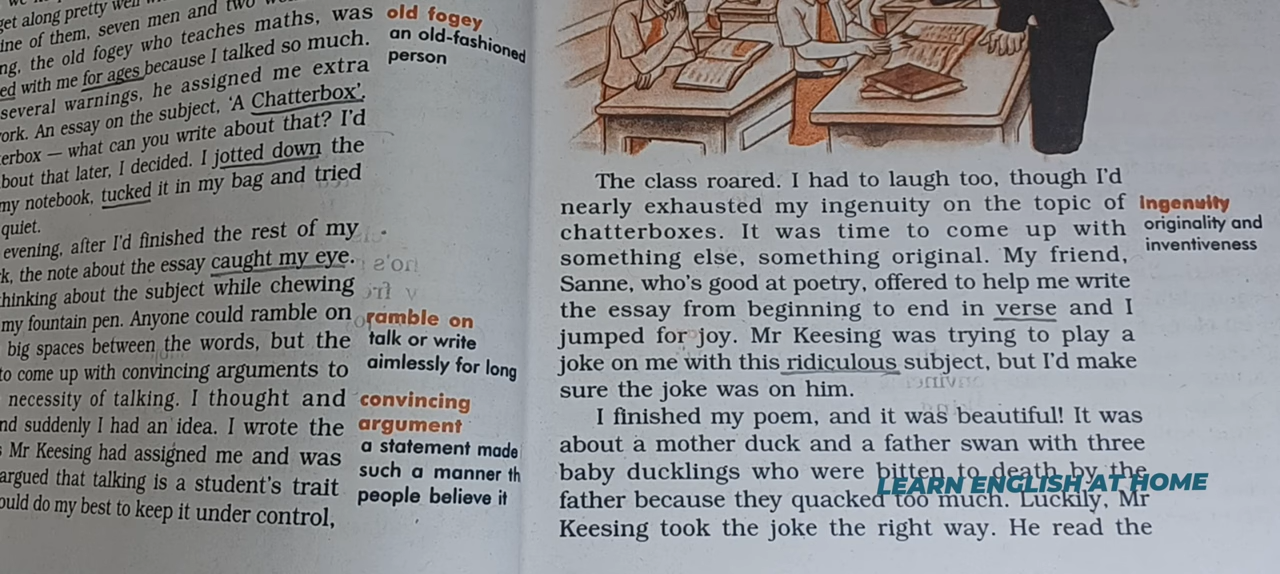 get along pretty well
ine of them, seven men and two
ng, the old fogey who teaches maths, was
ed with me for ages because I talked so much.
several warnings, he assigned me extra
ork. An essay on the subject, ‘A Chatterbox’.
erbox — what can you write about that? I’d
bout that later, I decided. I jotted down the
my notebook, tucked it in my bag and tried
quiet.
evening, after I’d finished the rest of my
k, the note about the essay caught my eye.
hinking about the subject while chewing
my fountain pen. Anyone could ramble on
big spaces between the words, but the
to come up with convincing arguments to
necessity of talking. I thought and
nd suddenly I had an idea. I wrote the
Mr Keesing had assigned me and was
argued that talking is a student’s trait
ould do my best to keep it under control,
old fogey
an old-fashioned
person
ramble on
talk or write
aimlessly for long
convincing
argument
a statement made
such a manner th
people believe it
The class roared. I had to laugh too, though I’d
nearly exhausted my ingenuity on the topic of
chatterboxes. It was time to come up with
something else, something original. My friend,
Sanne, who’s good at poetry, offered to help me write
the essay from beginning to end in verse and I
jumped for joy. Mr Keesing was trying to play a
joke on me with this ridiculous subject, but I’d make
sure the joke was on him.
I finished my poem, and it was beautiful! It was
about a mother duck and a father swan with three
baby ducklings who were bitten to death by the
father because they quacked too much. Luckily, Mr
Keesing took the joke the right way. He read the
ingenuity
originality and
inventiveness
LEARN ENGLISH AT HOME